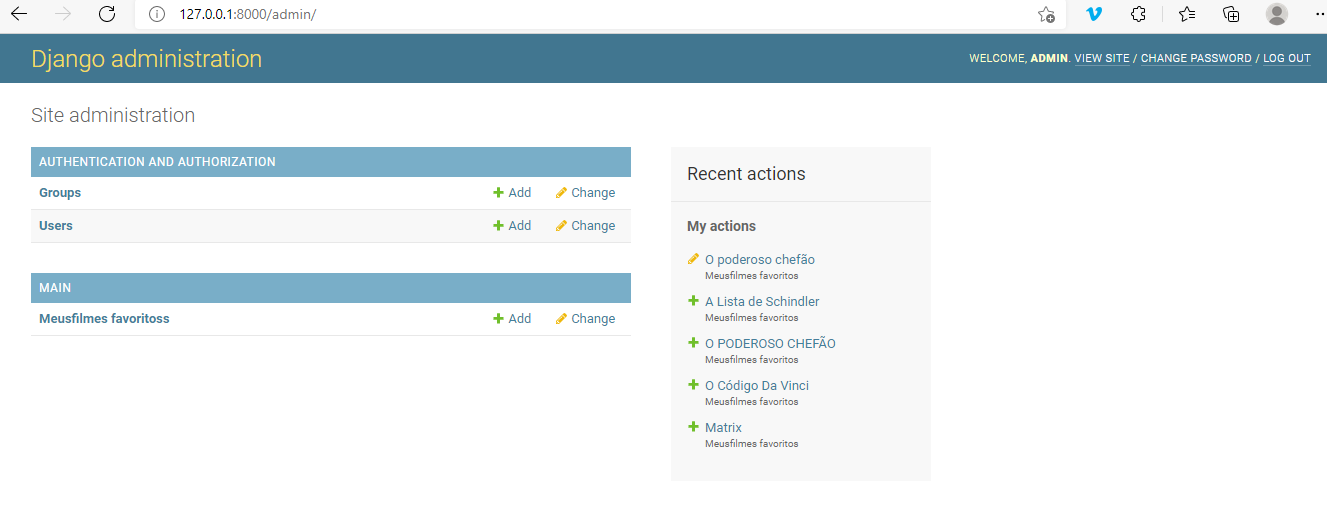 127.0.0.1:8000/admin/
Django administration
WELCOME, ADMIN. VIEW SITE / CHANGE PASSWORD / LOG OUT
Site administration
AUTHENTICATION AND AUTHORIZATION
Groups Add Change
Users Add Change
MAIN
Meusfilmes favoritoss Add Change
Recent actions
My actions
O poderoso chefão
Meusfilmes favoritos
A Lista de Schindler
Meusfilmes favoritos
O PODEROSO CHEFÃO
Meusfilmes favoritos
O Código Da Vinci
Meusfilmes favoritos
Matrix
Meusfilmes favoritos